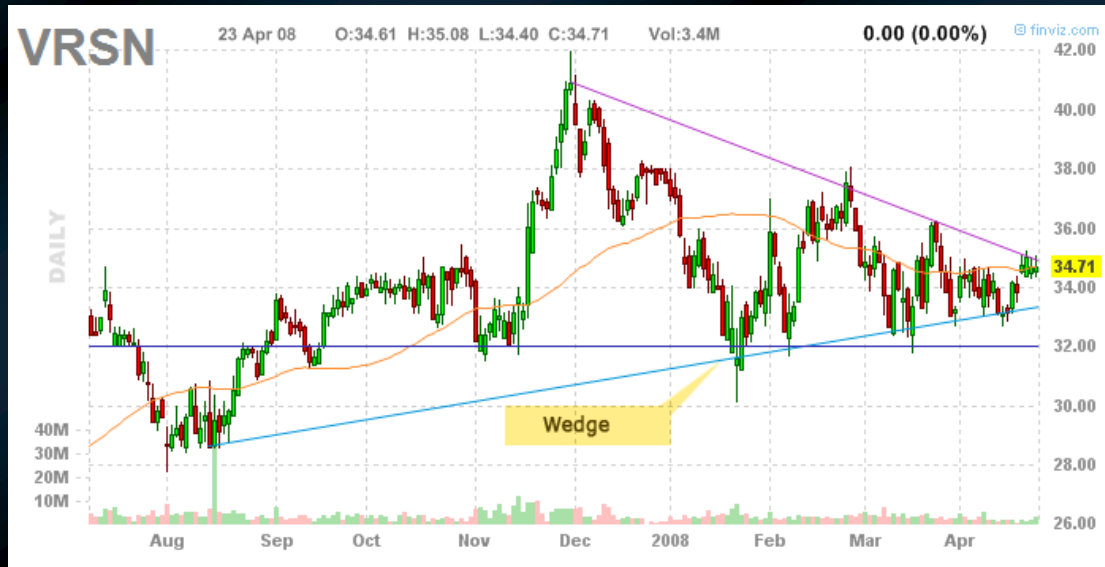 VRSN
23 Apr 08 O:34.61 H:35.08 L:34.40 C:34.71 Vol:3.4M 0.00 (0.00%) © finviz.com
42.00
40.00
38.00
36.00
34.71
34.00
32.00
30.00
28.00
26.00
DAILY
40M
30M
20M
10M
Wedge
Aug Sep Oct Nov Dec 2008 Feb Mar Apr